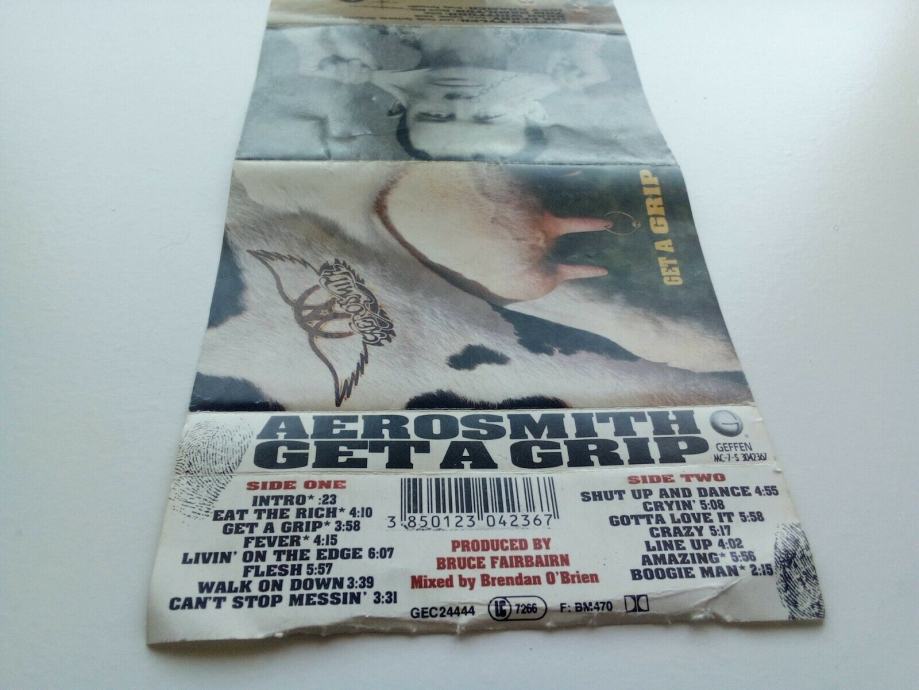 GET A GRIP
AEROSMITH
AEROSMITH
GET A GRIP
GEFFEN
MC-7-S 3042367
SIDE ONE
INTRO* :23
EAT THE RICH* 4:10
GET A GRIP* 3:58
FEVER* 4:15
LIVIN' ON THE EDGE 6:07
FLESH 5:57
WALK ON DOWN 3:39
CAN'T STOP MESSIN' 3:31
3 850123 042367
PRODUCED BY
BRUCE FAIRBAIRN
Mixed by Brendan O'Brien
GEC24444 LC 7266 F: BM470
SIDE TWO
SHUT UP AND DANCE 4:55
CRYIN' 5:08
GOTTA LOVE IT 5:58
CRAZY 5:17
LINE UP 4:02
AMAZING* 5:56
BOOGIE MAN* 2:15